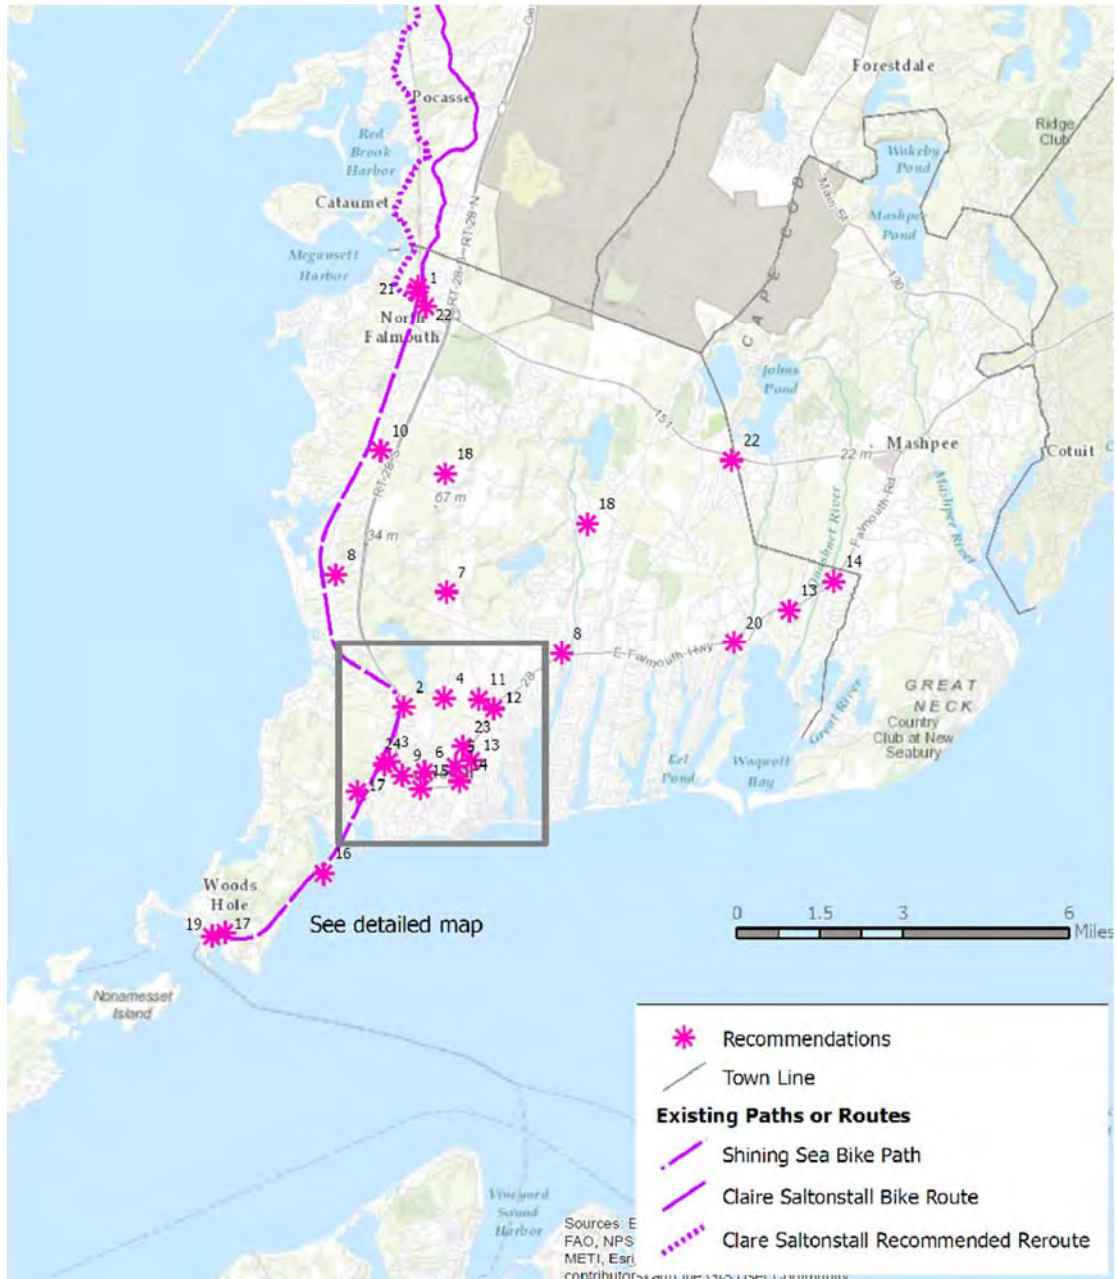 Forestdale
Pocasse
Ridge
Club
Red
Brook
Harbor
Wakeby
Pond
Cataumet
Main St
Mashpee
Pond
RT-28-N
Megansett
Harbor
130
CAPE COD
RT-28-S
1
21
22
North
Falmouth
Johns
Pond
151
10
RT-28-S
22
22 m
Mashpee
Cotuit
18
67 m
Mashpee River
18
34 m
Falmouth Rd
8
7
14
13
8
20
E-Falmouth-Hwy
Great River
2
4
11
12
28
GREAT
NECK
Country
Club at New
Seabury
23
24
3
9
6
5
13
14
15
Eel
Pond
Waquoit
Bay
17
16
Woods
Hole
See detailed map
19
17
0 1.5 3 6
Miles
Nonamesset
Island
Recommendations
Town Line
Existing Paths or Routes
Shining Sea Bike Path
Claire Saltonstall Bike Route
Clare Saltonstall Recommended Reroute
Vineyard
Sound
Harbor
Sources: E
FAO, NPS
METI, Esri,